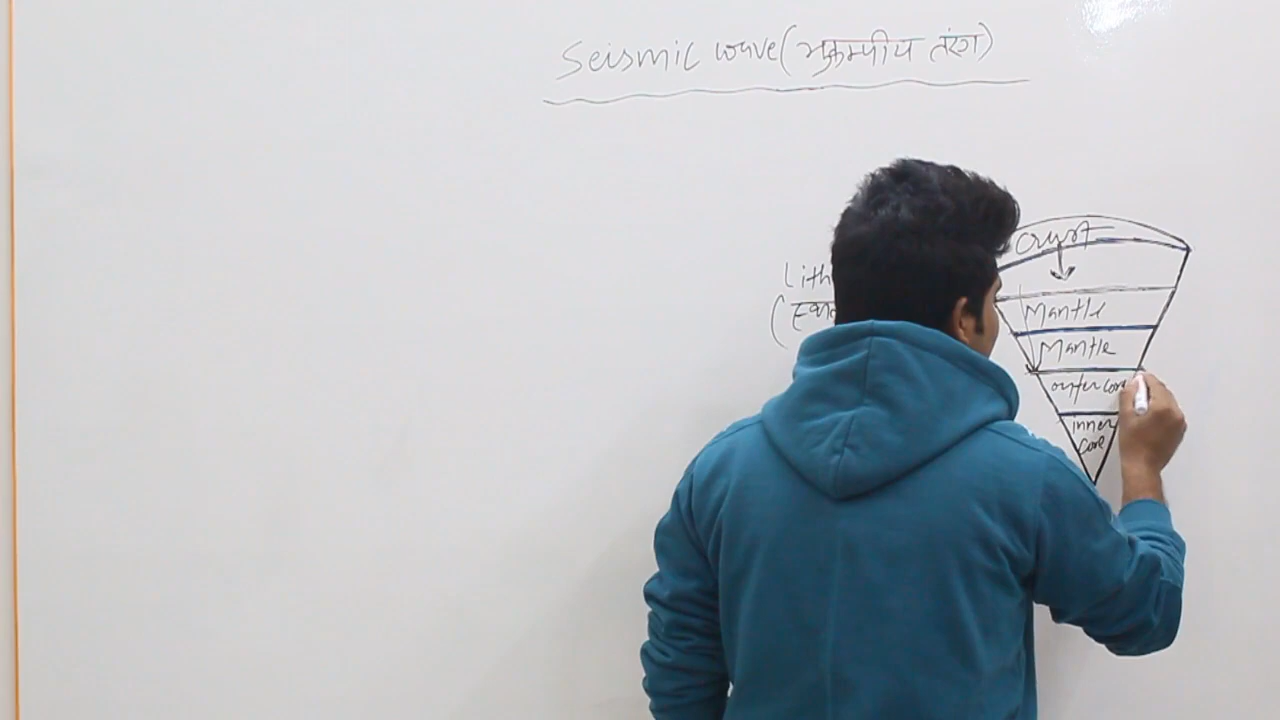 Seismic wave (भूकम्पीय तरंग)
Crust
Lith
(Ear
Mantle
Mantle
outer core
inner
core